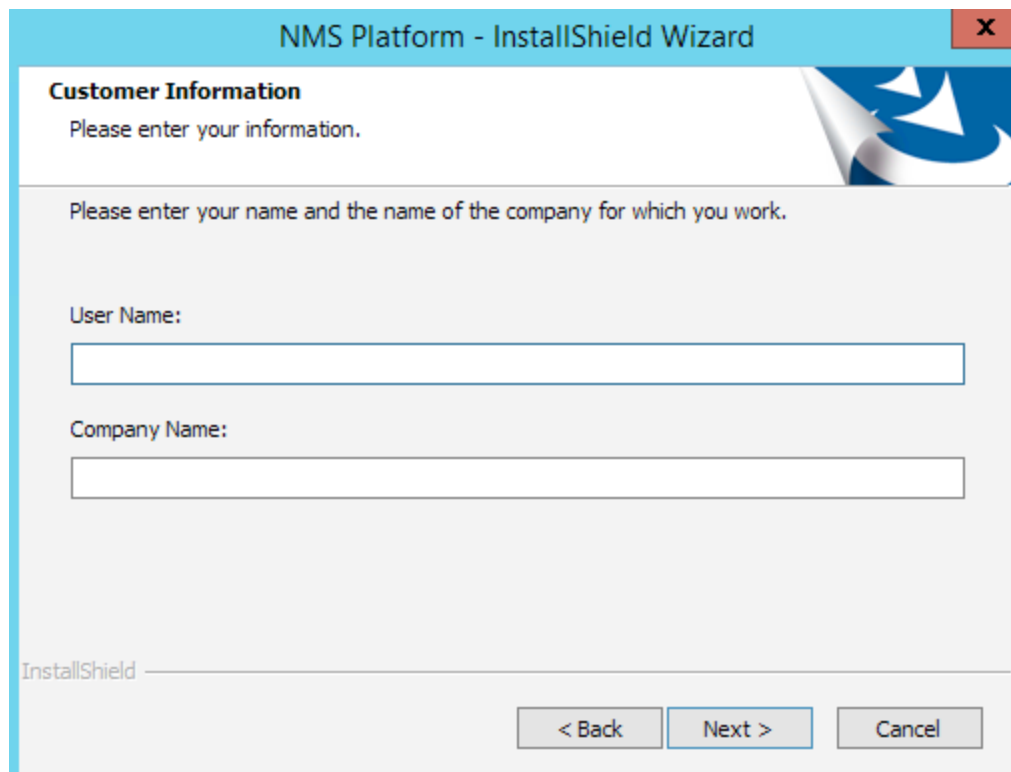 NMS Platform - InstallShield Wizard
x
Customer Information
Please enter your information.
Please enter your name and the name of the company for which you work.
User Name:
Company Name:
InstallShield
< Back
Next >
Cancel